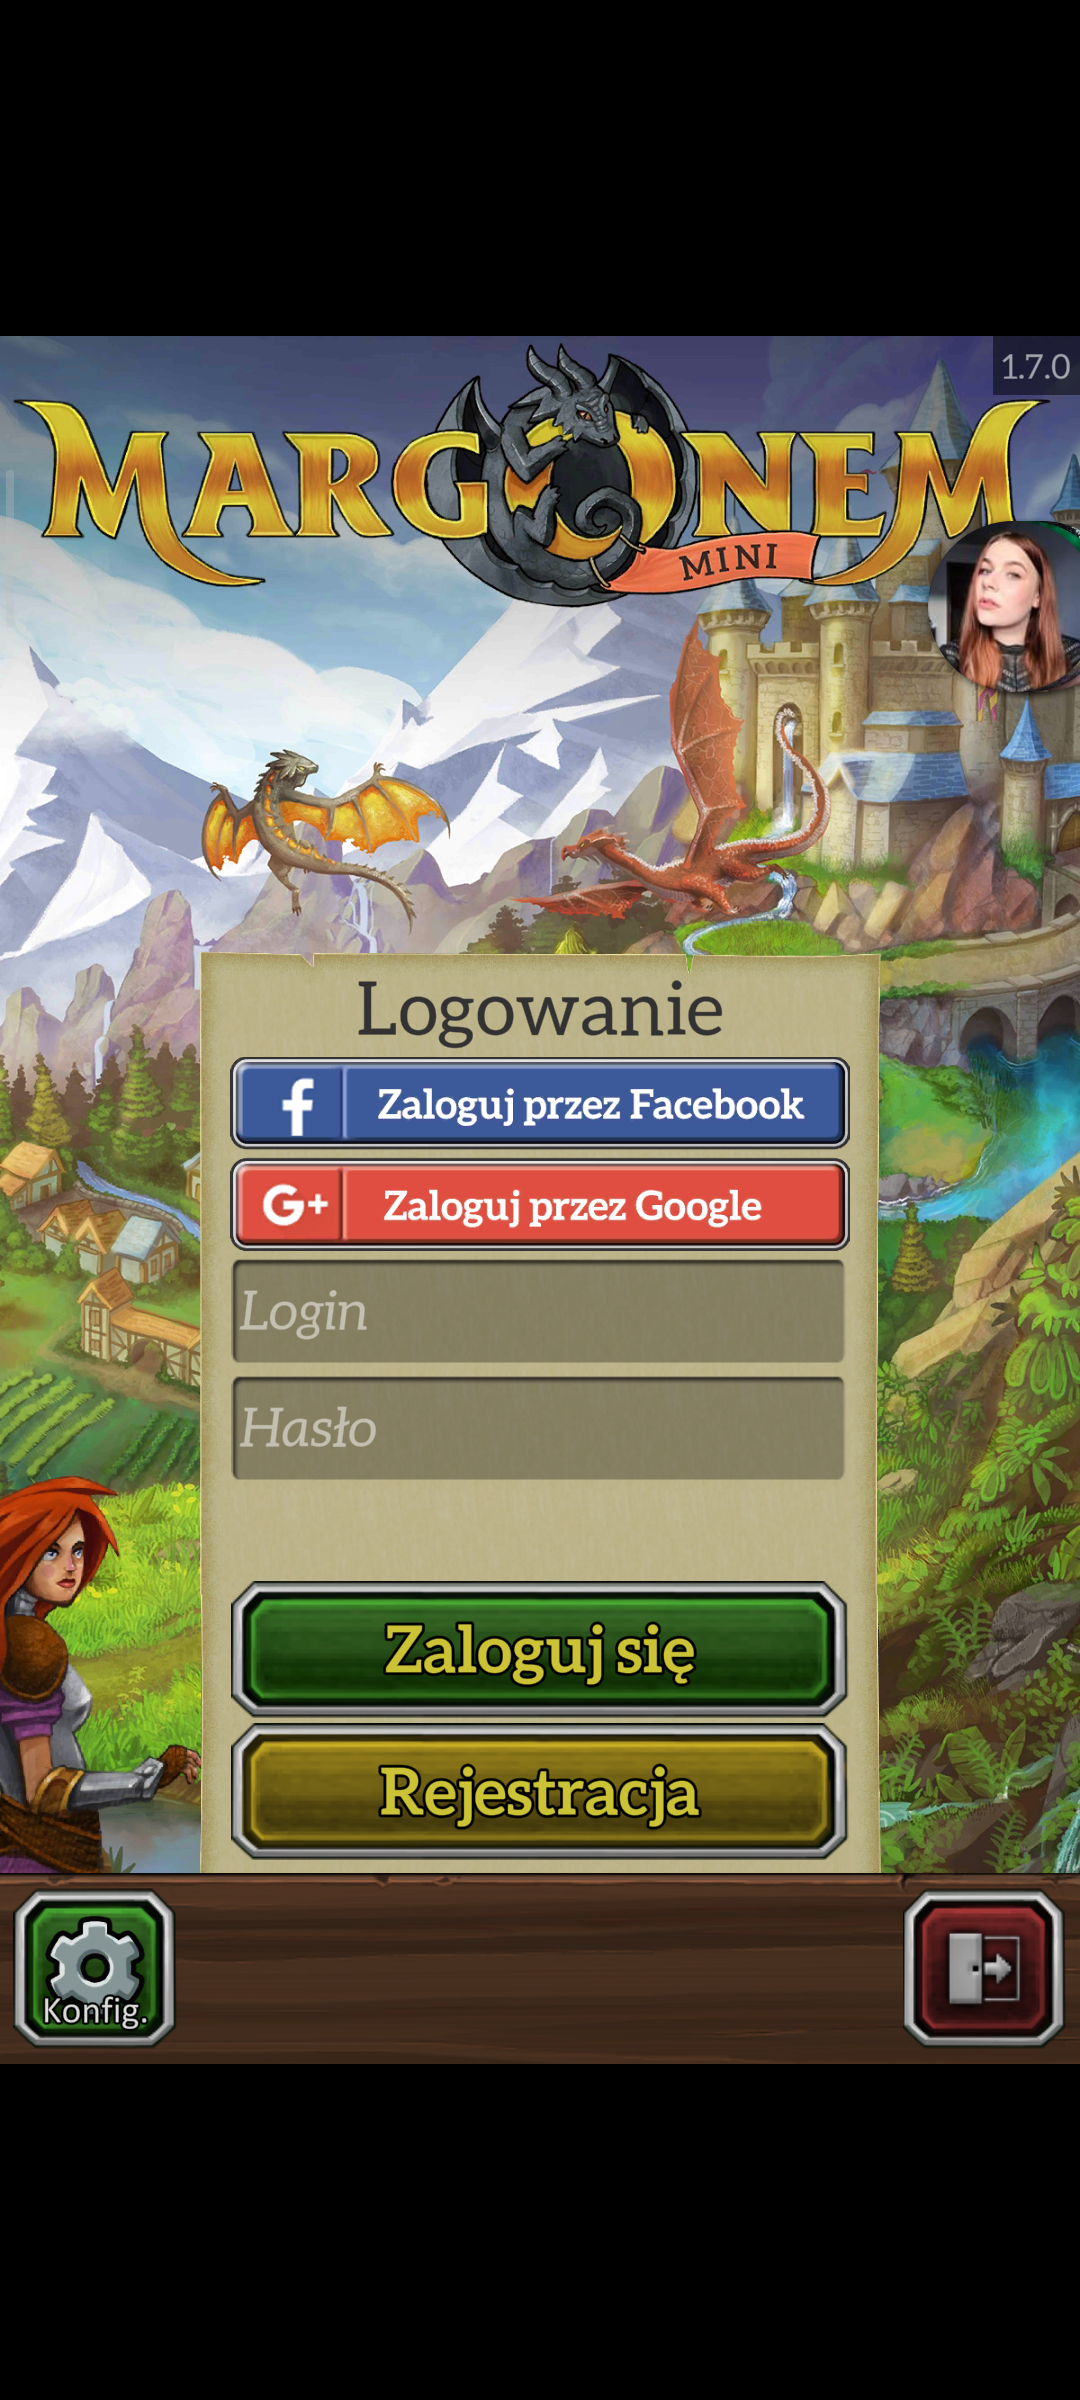 1.7.0
MARGONEM
MINI
Logowanie
f Zaloguj przez Facebook
G+ Zaloguj przez Google
Login
Hasło
Zaloguj się
Rejestracja
Konfig.